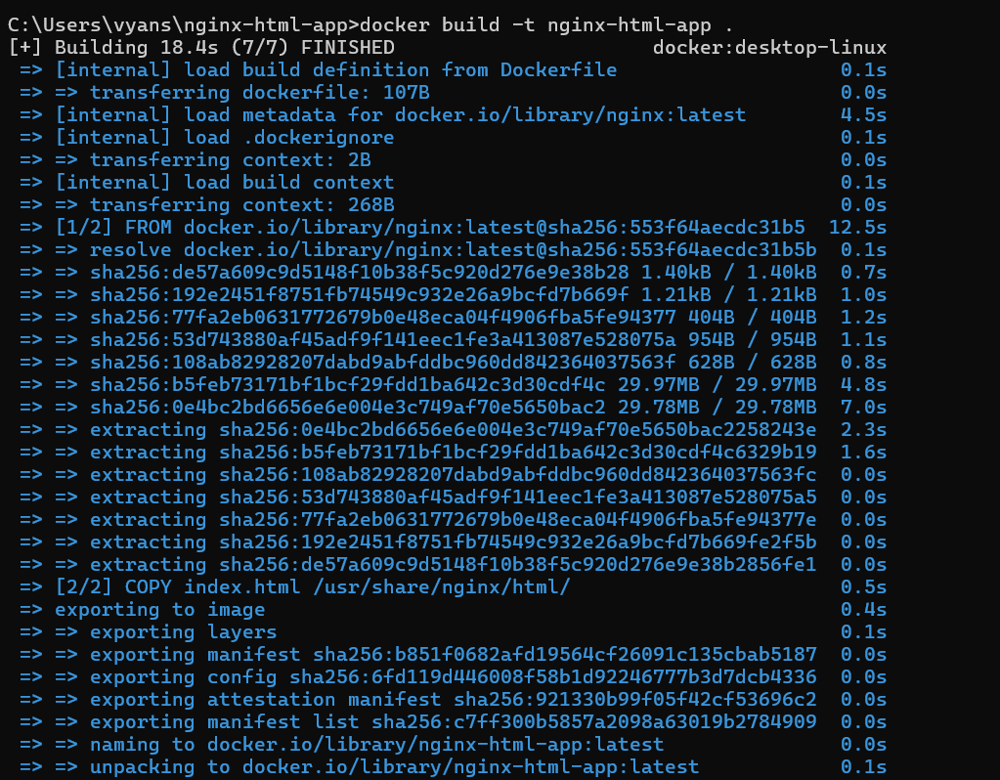 C:\Users\vyans\nginx-html-app>docker build -t nginx-html-app .
[+] Building 18.4s (7/7) FINISHED docker:desktop-linux
=> [internal] load build definition from Dockerfile 0.1s
=> => transferring dockerfile: 107B 0.0s
=> [internal] load metadata for docker.io/library/nginx:latest 4.5s
=> [internal] load .dockerignore 0.1s
=> => transferring context: 2B 0.0s
=> [internal] load build context 0.1s
=> => transferring context: 268B 0.0s
=> [1/2] FROM docker.io/library/nginx:latest@sha256:553f64aecdc31b5 12.5s
=> => resolve docker.io/library/nginx:latest@sha256:553f64aecdc31b5b 0.1s
=> => sha256:de57a609c9d5148f10b38f5c920d276e9e38b28 1.40kB / 1.40kB 0.7s
=> => sha256:192e2451f8751fb74549c932e26a9bcfd7b669f 1.21kB / 1.21kB 1.0s
=> => sha256:77fa2eb0631772679b0e48eca04f4906fba5fe94377 404B / 404B 1.2s
=> => sha256:53d743880af45adf9f141eec1fe3a413087e528075a 954B / 954B 1.1s
=> => sha256:108ab82928207dabd9abfddbc960dd842364037563f 628B / 628B 0.8s
=> => sha256:b5feb73171bf1bcf29fdd1ba642c3d30cdf4c 29.97MB / 29.97MB 4.8s
=> => sha256:0e4bc2bd6656e6e004e3c749af70e5650bac2 29.78MB / 29.78MB 7.0s
=> => extracting sha256:0e4bc2bd6656e6e004e3c749af70e5650bac2258243e 2.3s
=> => extracting sha256:b5feb73171bf1bcf29fdd1ba642c3d30cdf4c6329b19 1.6s
=> => extracting sha256:108ab82928207dabd9abfddbc960dd842364037563fc 0.0s
=> => extracting sha256:53d743880af45adf9f141eec1fe3a413087e528075a5 0.0s
=> => extracting sha256:77fa2eb0631772679b0e48eca04f4906fba5fe94377e 0.0s
=> => extracting sha256:192e2451f8751fb74549c932e26a9bcfd7b669fe2f5b 0.0s
=> => extracting sha256:de57a609c9d5148f10b38f5c920d276e9e38b2856fe1 0.0s
=> [2/2] COPY index.html /usr/share/nginx/html/ 0.5s
=> exporting to image 0.4s
=> => exporting layers 0.1s
=> => exporting manifest sha256:b851f0682afd19564cf26091c135cbab5187 0.0s
=> => exporting config sha256:6fd119d446008f58b1d92246777b3d7dcb4336 0.0s
=> => exporting attestation manifest sha256:921330b99f05f42cf53696c2 0.0s
=> => exporting manifest list sha256:c7ff300b5857a2098a63019b2784909 0.0s
=> => naming to docker.io/library/nginx-html-app:latest 0.0s
=> => unpacking to docker.io/library/nginx-html-app:latest 0.1s